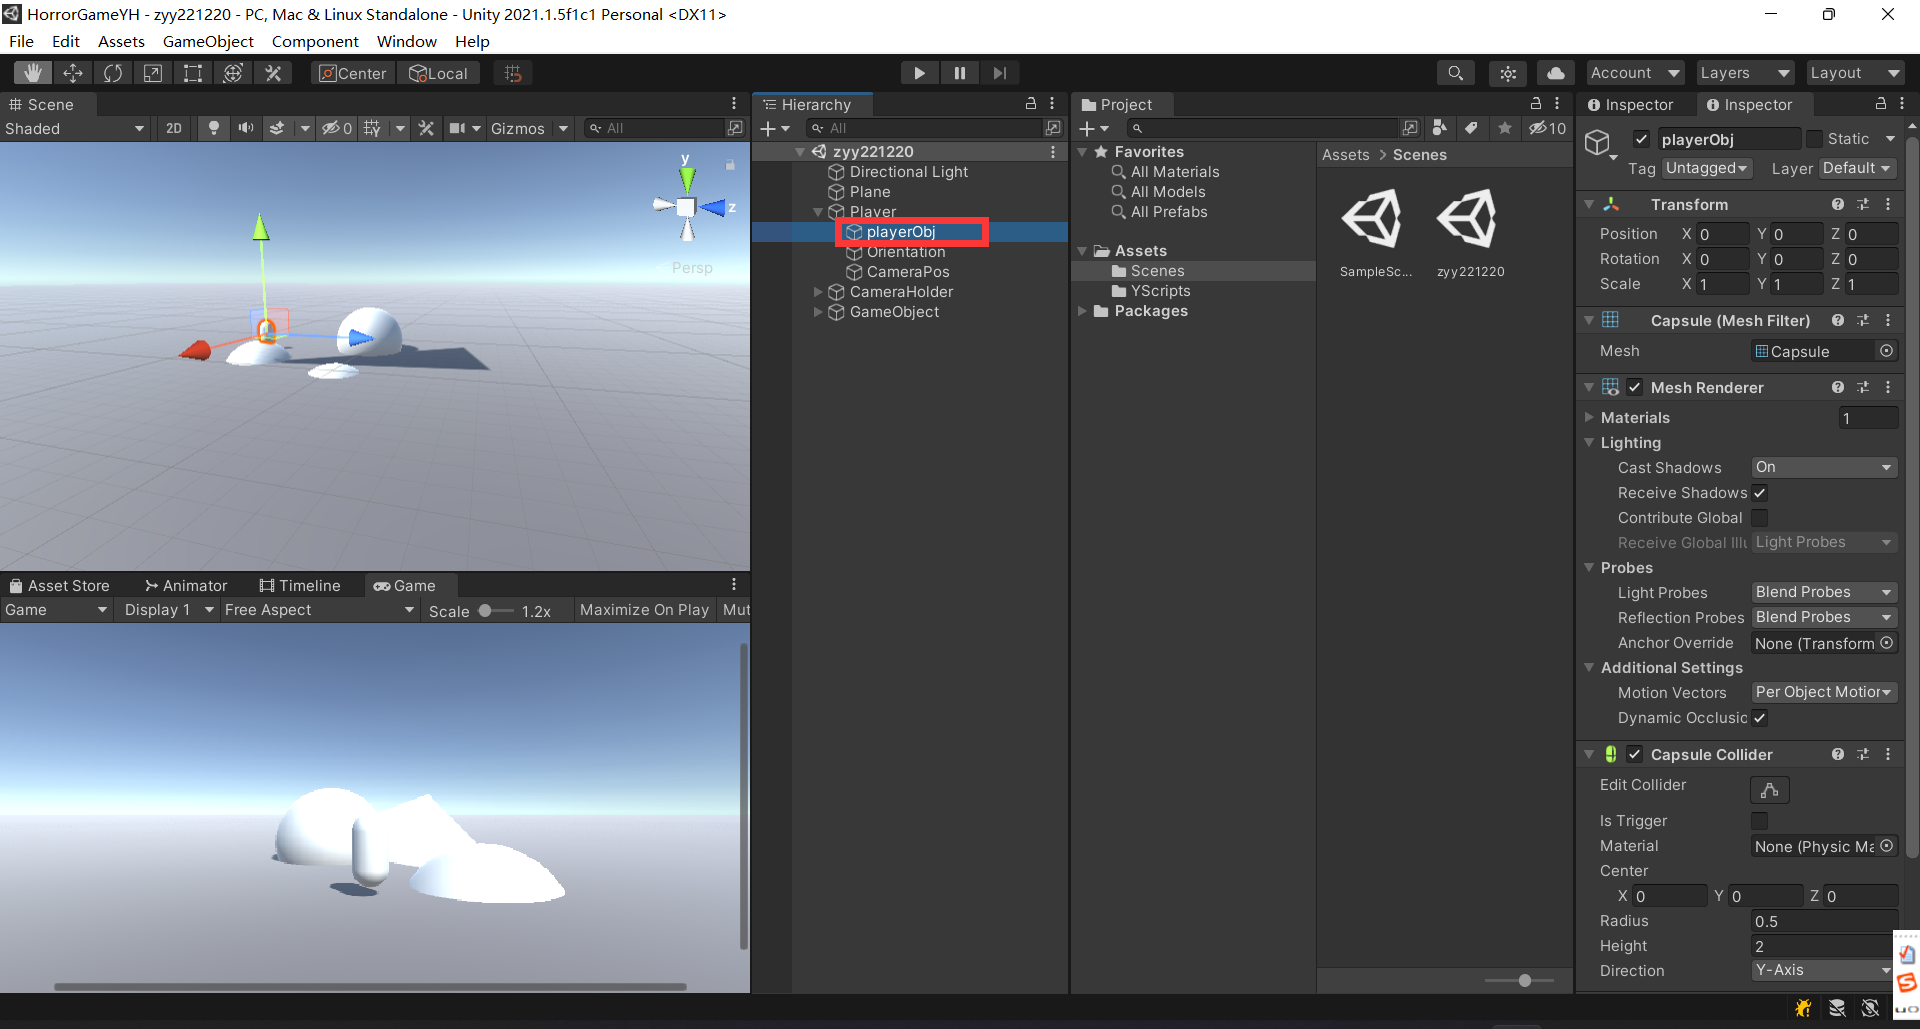 HorrorGameYH - zyy221220 - PC, Mac & Linux Standalone - Unity 2021.1.5f1c1 Personal <DX11>
File Edit Assets GameObject Component Window Help
Center Local Account Layers Layout
Scene
Shaded 2D 0 Gizmos All
y
z
Persp
Asset Store Animator Timeline Game
Game Display 1 Free Aspect Scale 1.2x Maximize On Play Mut
Hierarchy
All
zyy221220
Directional Light
Plane
Player
playerObj
Orientation
CameraPos
CameraHolder
GameObject
Project
10
Favorites
All Materials
All Models
All Prefabs
Assets
Scenes
YScripts
Packages
Assets > Scenes
SampleSc...
zyy221220
Inspector Inspector
playerObj Static
Tag Untagged Layer Default
Transform
Position X 0 Y 0 Z 0
Rotation X 0 Y 0 Z 0
Scale X 1 Y 1 Z 1
Capsule (Mesh Filter)
Mesh Capsule
Mesh Renderer
Materials 1
Lighting
Cast Shadows On
Receive Shadows
Contribute Global
Receive Global Illu Light Probes
Probes
Light Probes Blend Probes
Reflection Probes Blend Probes
Anchor Override None (Transform
Additional Settings
Motion Vectors Per Object Motion
Dynamic Occlusic
Capsule Collider
Edit Collider
Is Trigger
Material None (Physic Ma
Center
X 0 Y 0 Z 0
Radius 0.5
Height 2
Direction Y-Axis